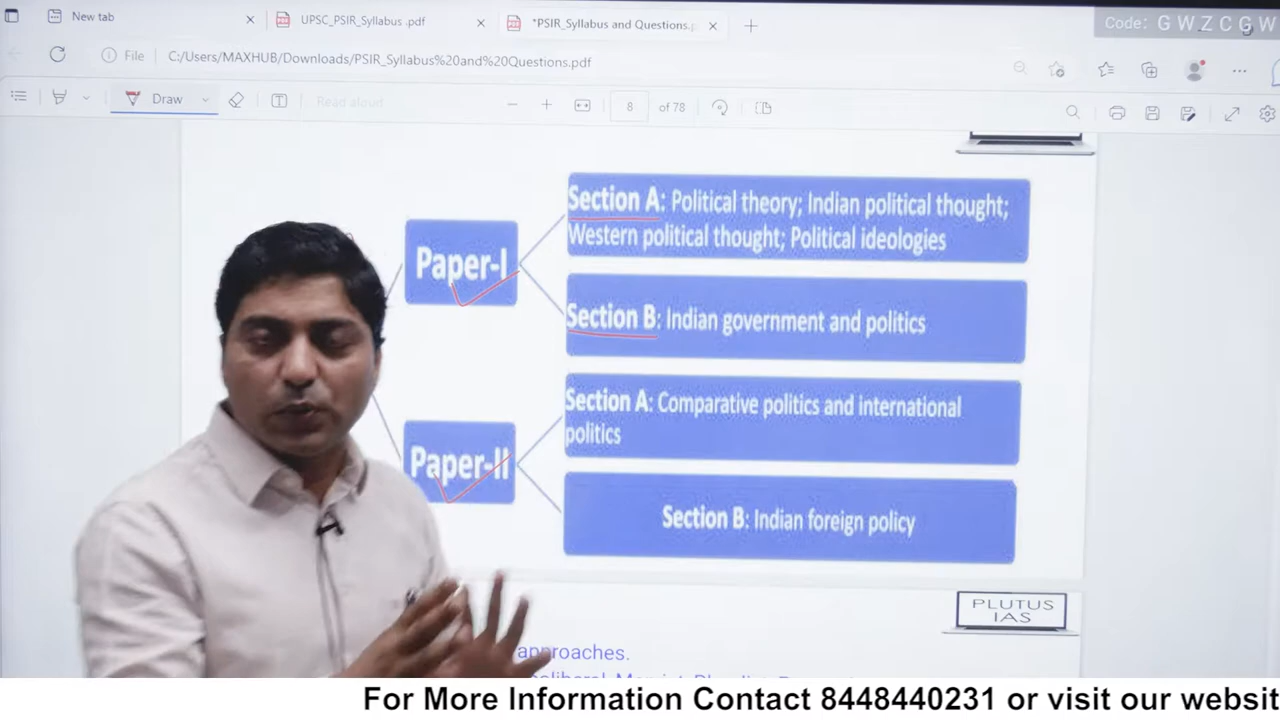 New tab
UPSC_PSIR_Syllabus .pdf
*PSIR_Syllabus and Questions.p
Code: G W Z C G W
File
C:/Users/MAXHUB/Downloads/PSIR_Syllabus%20and%20Questions.pdf
Draw
Read aloud
8 of 78
Paper-I
Section A: Political theory; Indian political thought;
Western political thought; Political ideologies
Section B: Indian government and politics
Paper-II
Section A: Comparative politics and international
politics
Section B: Indian foreign policy
PLUTUS
IAS
approaches.
For More Information Contact 8448440231 or visit our websit